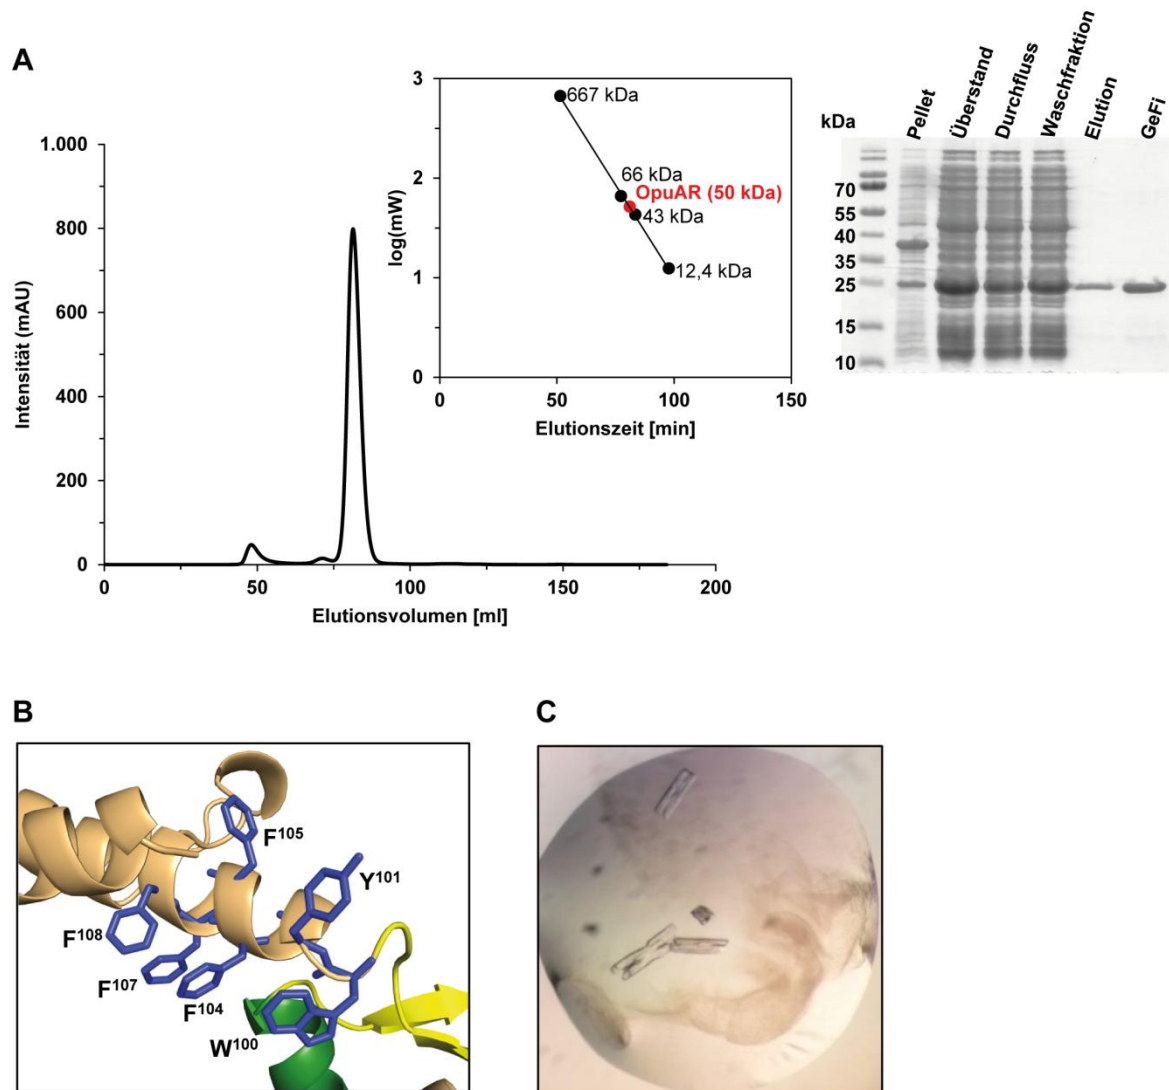 A
1.000
800
600
400
200
0
0
50
100
150
200
Intensität (mAU)
Elutionsvolumen [ml]
3
2
1
0
0
50
100
150
log(mW)
Elutionszeit [min]
667 kDa
66 kDa
OpuAR (50 kDa)
43 kDa
12,4 kDa
kDa
Pellet
Überstand
Durchfluss
Waschfraktion
Elution
GeFi
70
55
40
35
25
15
10
B
F105
Y101
F108
F107
F104
W100
C